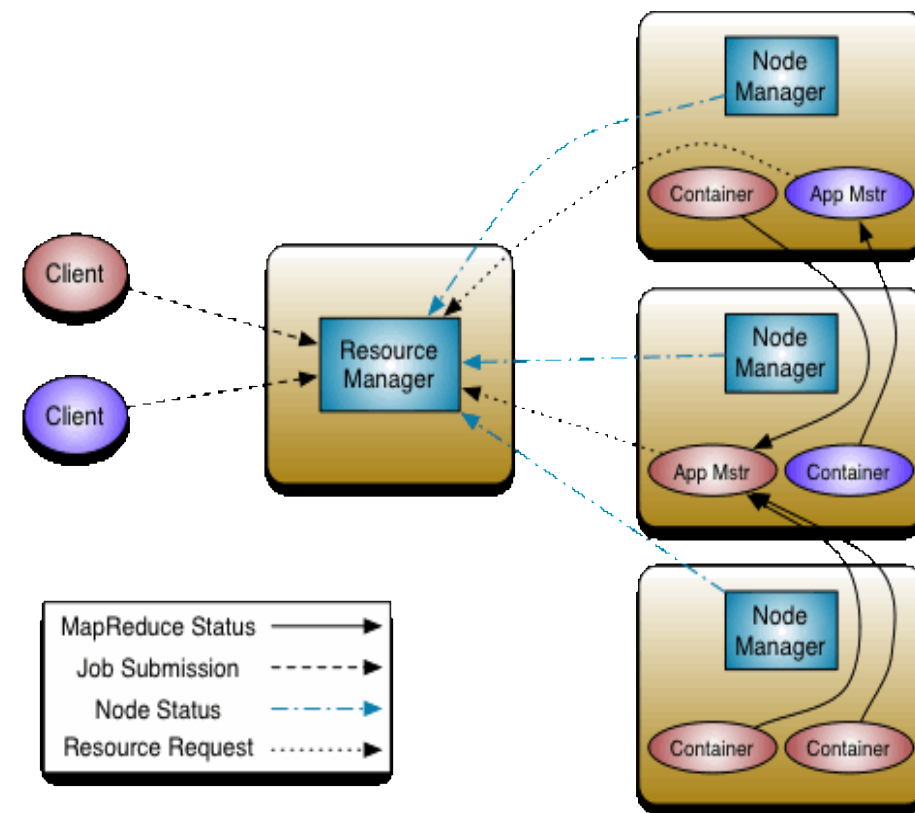 Node
Manager
Container
App Mstr
Client
Client
Resource
Manager
Node
Manager
App Mstr
Container
Node
Manager
Container
Container
MapReduce Status
Job Submission
Node Status
Resource Request